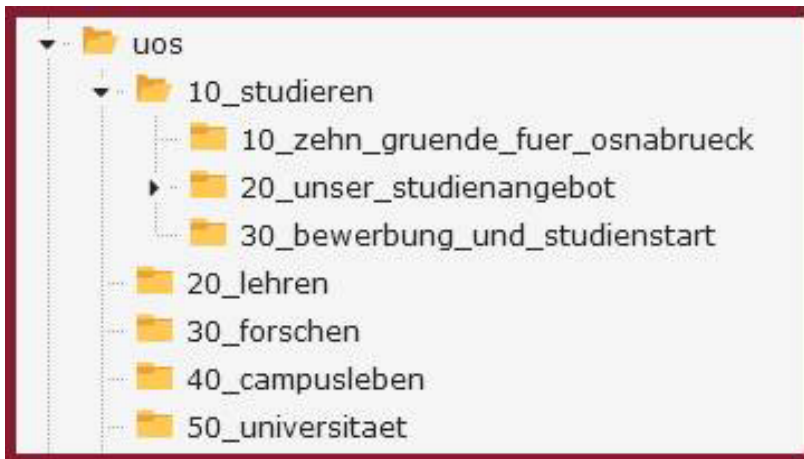 uos
10_studieren
10_zehn_gruende_fuer_osnabrueck
20_unser_studienangebot
30_bewerbung_und_studienstart
20_lehren
30_forschen
40_campusleben
50_universitaet